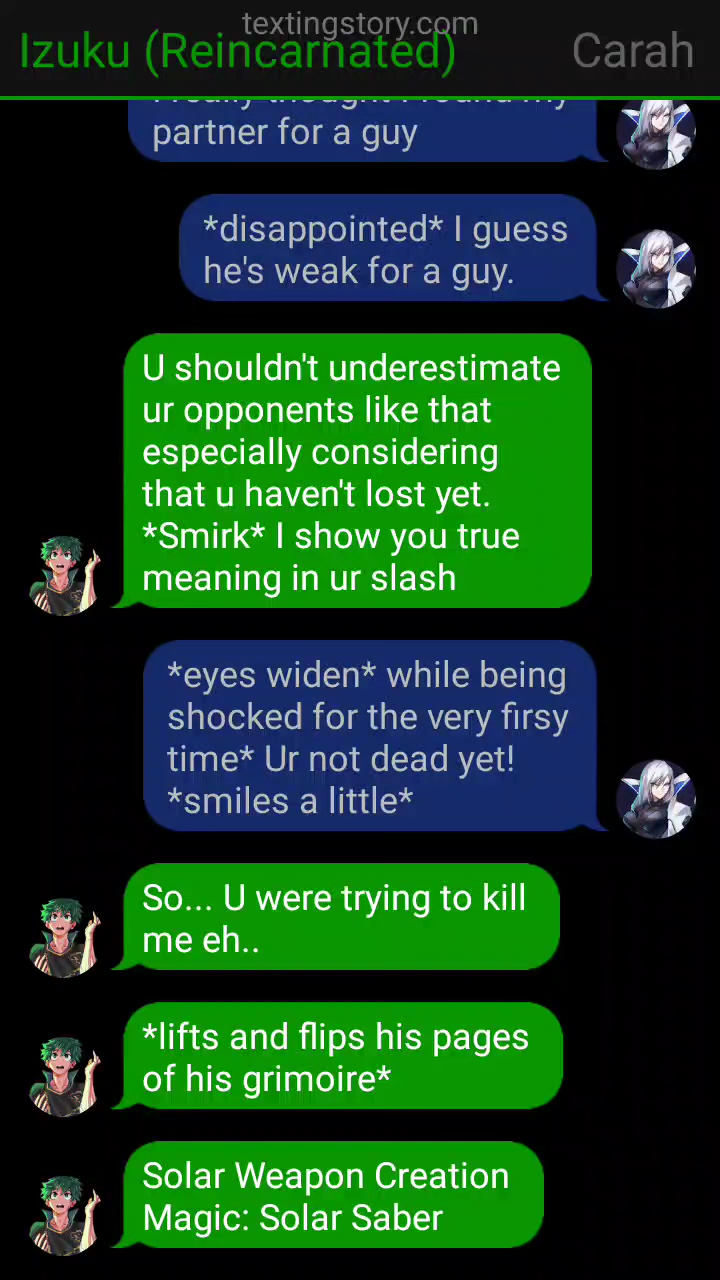 textingstory.com
Izuku (Reincarnated)
Carah
partner for a guy
*disappointed* I guess
he's weak for a guy.
U shouldn't underestimate
ur opponents like that
especially considering
that u haven't lost yet.
*Smirk* I show you true
meaning in ur slash
*eyes widen* while being
shocked for the very firsy
time* Ur not dead yet!
*smiles a little*
So... U were trying to kill
me eh..
*lifts and flips his pages
of his grimoire*
Solar Weapon Creation
Magic: Solar Saber